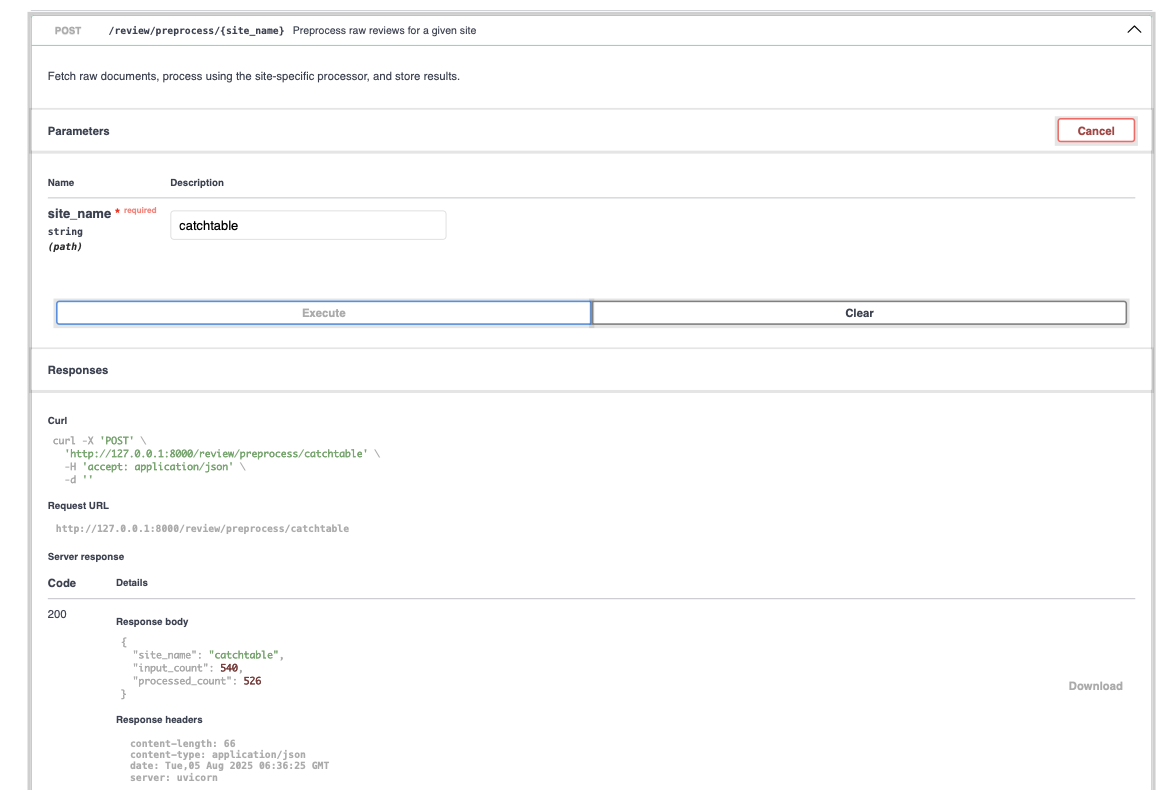 POST /review/preprocess/{site_name} Preprocess raw reviews for a given site
Fetch raw documents, process using the site-specific processor, and store results.
Parameters
Cancel
Name Description
site_name * required
string
(path)
catchtable
Execute Clear
Responses
Curl
curl -X 'POST' \
'http://127.0.0.1:8000/review/preprocess/catchtable' \
-H 'accept: application/json' \
-d ''
Request URL
http://127.0.0.1:8000/review/preprocess/catchtable
Server response
Code Details
200
Response body
{
"site_name": "catchtable",
"input_count": 540,
"processed_count": 526
}
Download
Response headers
content-length: 66
content-type: application/json
date: Tue,05 Aug 2025 06:36:25 GMT
server: uvicorn